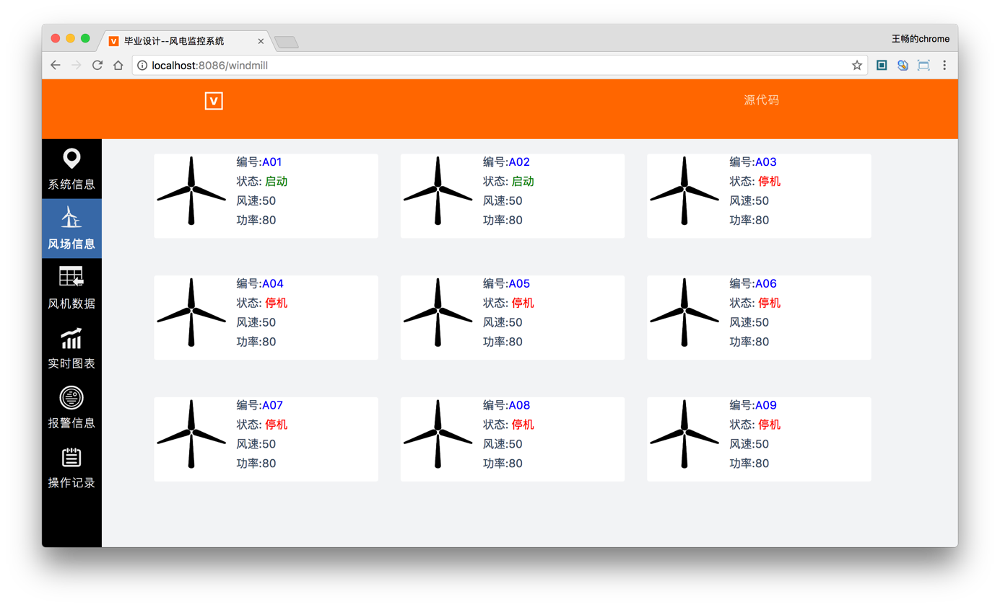 毕业设计--风电监控系统
王畅的chrome
localhost:8086/windmill
V
源代码
系统信息
风场信息
风机数据
实时图表
报警信息
操作记录
编号:A01
状态: 启动
风速:50
功率:80
编号:A02
状态: 启动
风速:50
功率:80
编号:A03
状态: 停机
风速:50
功率:80
编号:A04
状态: 停机
风速:50
功率:80
编号:A05
状态: 停机
风速:50
功率:80
编号:A06
状态: 停机
风速:50
功率:80
编号:A07
状态: 停机
风速:50
功率:80
编号:A08
状态: 停机
风速:50
功率:80
编号:A09
状态: 停机
风速:50
功率:80